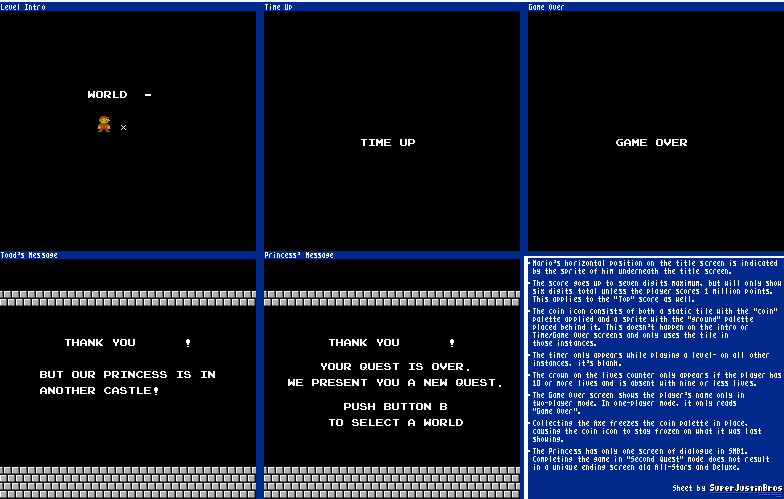 Level Intro
WORLD -
×
Time Up
TIME UP
Game Over
GAME OVER
Toad's Message
THANK YOU !
BUT OUR PRINCESS IS IN
ANOTHER CASTLE!
Princess' Message
THANK YOU !
YOUR QUEST IS OVER.
WE PRESENT YOU A NEW QUEST.
PUSH BUTTON B
TO SELECT A WORLD
•Mario's horizontal position on the title screen is indicated
by the sprite of him underneath the title screen.
•The score goes up to seven digits maximum, but will only show
six digits total unless the player scores 1 million points.
This applies to the "Top" score as well.
•The coin icon consists of both a static tile with the "coin"
palette applied and a sprite with the "ground" palette
placed behind it. This doesn't happen on the intro or
Time/Game Over screens and only uses the tile in
those instances.
•The timer only appears while playing a level- on all other
instances, it's blank.
•The crown on the lives counter only appears if the player has
10 or more lives and is absent with nine or less lives.
•The Game Over screen shows the player's name only in
two-player mode. In one-player mode, it only reads
"Game Over".
•Collecting the Axe freezes the coin palette in place,
causing the coin icon to stay frozen on what it was last
showing.
•The Princess has only one screen of dialogue in SMB1.
Completing the game in "Second Quest" mode does not result
in a unique ending screen ala All-Stars and Deluxe.
Sheet by SuperJustinBros